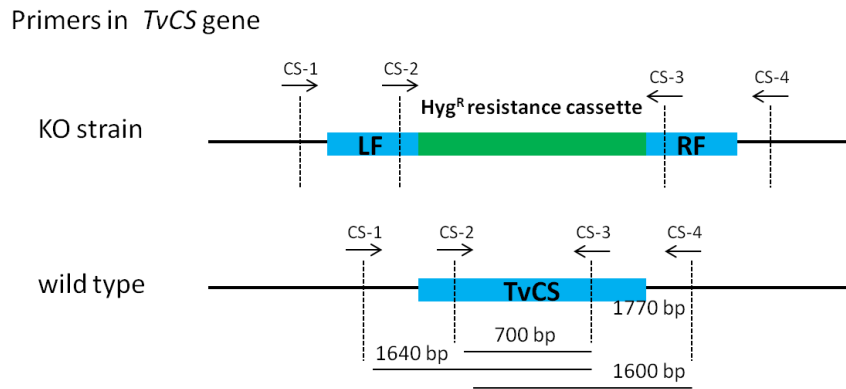 Primers in TvCS gene
CS-1 CS-2 CS-3 CS-4
Hyg^R resistance cassette
KO strain
LF RF
CS-1 CS-2 CS-3 CS-4
wild type
TvCS
1770 bp
700 bp
1640 bp
1600 bp